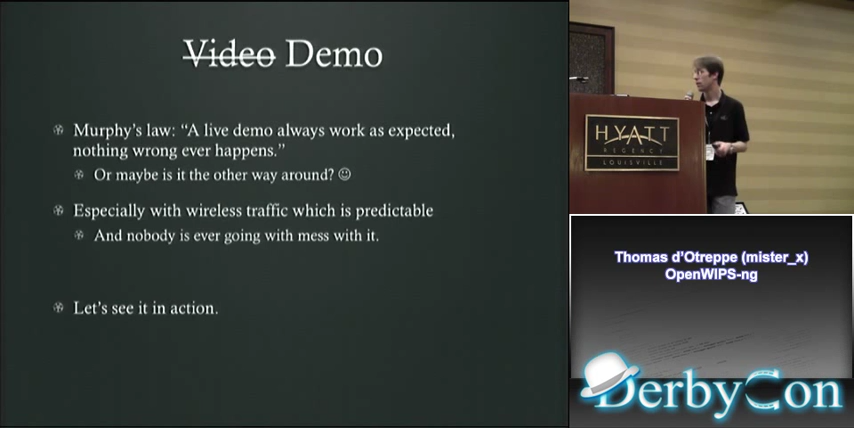 Video Demo
Murphy's law: “A live demo always work as expected,
nothing wrong ever happens.”
Or maybe is it the other way around? ☺
Especially with wireless traffic which is predictable
And nobody is ever going with mess with it.
Let's see it in action.
HYATT
REGENCY
LOUISVILLE
Thomas d'Otreppe (mister_x)
OpenWIPS-ng
DerbyCon